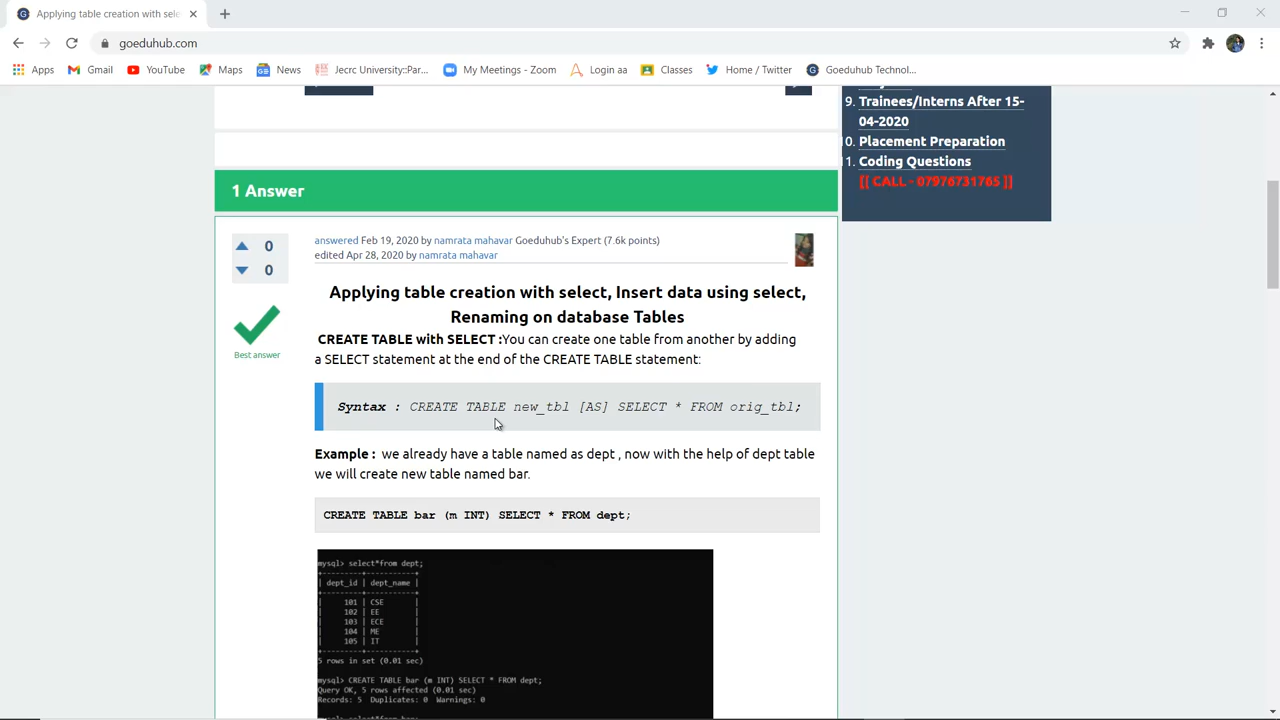 Applying table creation with sele
goeduhub.com
Apps
Gmail
YouTube
Maps
News
Jecrc University::Par...
My Meetings - Zoom
Login aa
Classes
Home / Twitter
Goeduhub Technol...
9. Trainees/Interns After 15-
04-2020
10. Placement Preparation
11. Coding Questions
[[ CALL - 07976731765 ]]
1 Answer
0
0
Best answer
answered Feb 19, 2020 by namrata mahavar Goeduhub's Expert (7.6k points)
edited Apr 28, 2020 by namrata mahavar
Applying table creation with select, Insert data using select,
Renaming on database Tables
CREATE TABLE with SELECT :You can create one table from another by adding
a SELECT statement at the end of the CREATE TABLE statement:
Syntax : CREATE TABLE new_tbl [AS] SELECT * FROM orig_tbl;
Example : we already have a table named as dept , now with the help of dept table
we will create new table named bar.
CREATE TABLE bar (m INT) SELECT * FROM dept;
mysql> select*from dept;
+---------+-----------+
| dept_id | dept_name |
+---------+-----------+
| 101 | CSE |
| 102 | EE |
| 103 | ECE |
| 104 | ME |
| 105 | IT |
+---------+-----------+
5 rows in set (0.01 sec)
mysql> CREATE TABLE bar (m INT) SELECT * FROM dept;
Query OK, 5 rows affected (0.01 sec)
Records: 5 Duplicates: 0 Warnings: 0